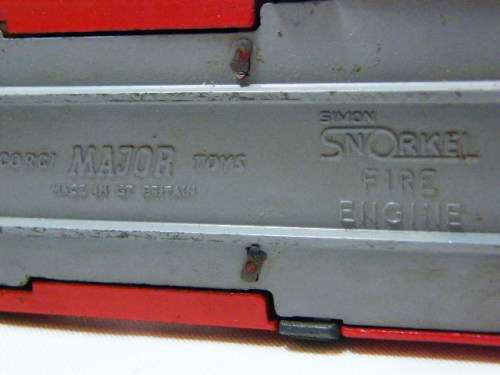 CORGI MAJOR TOYS
MADE IN GT BRITAIN
SIMON
SNORKEL
FIRE
ENGINE